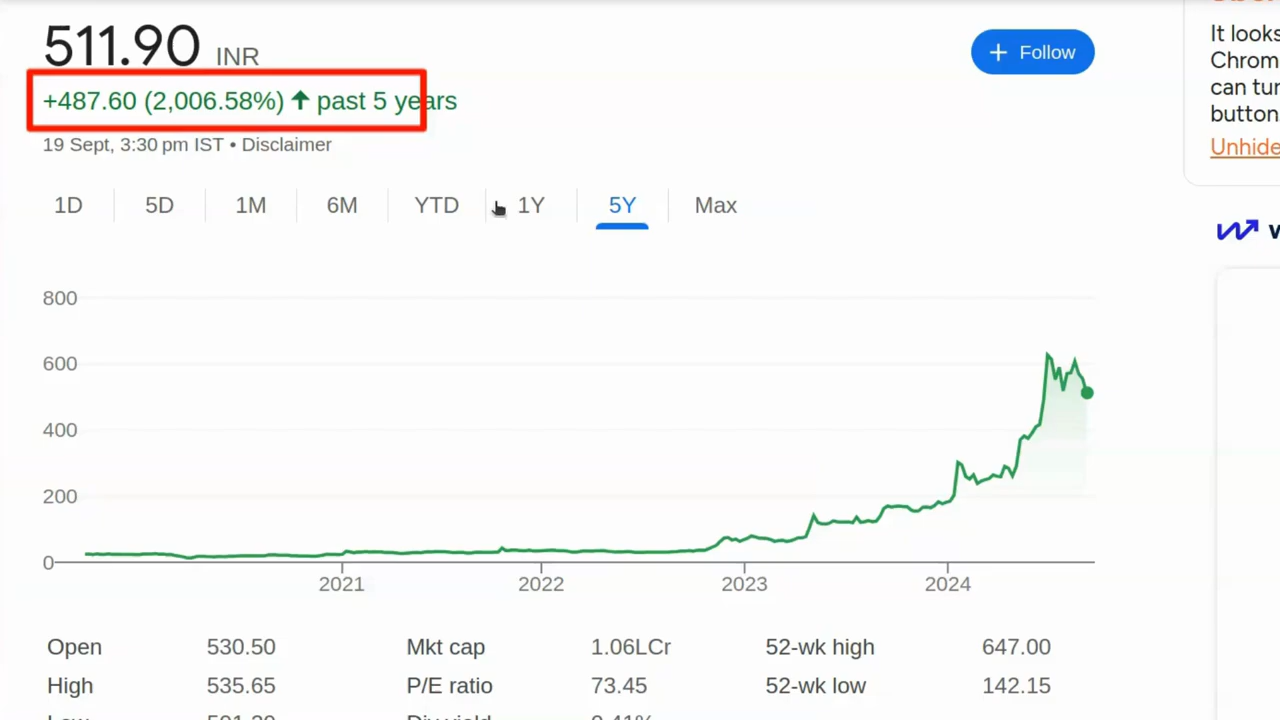 511.90 INR
+ Follow
+487.60 (2,006.58%) ↑ past 5 years
19 Sept, 3:30 pm IST • Disclaimer
1D 5D 1M 6M YTD 1Y 5Y Max
800
600
400
200
0
2021 2022 2023 2024
Open 530.50 Mkt cap 1.06LCr 52-wk high 647.00
High 535.65 P/E ratio 73.45 52-wk low 142.15
It looks
Chrom
can tur
button
Unhide